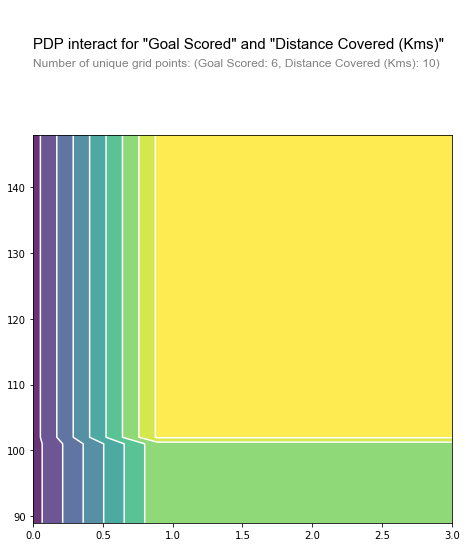 PDP interact for "Goal Scored" and "Distance Covered (Kms)"
Number of unique grid points: (Goal Scored: 6, Distance Covered (Kms): 10)
140
130
120
110
100
90
0.0 0.5 1.0 1.5 2.0 2.5 3.0